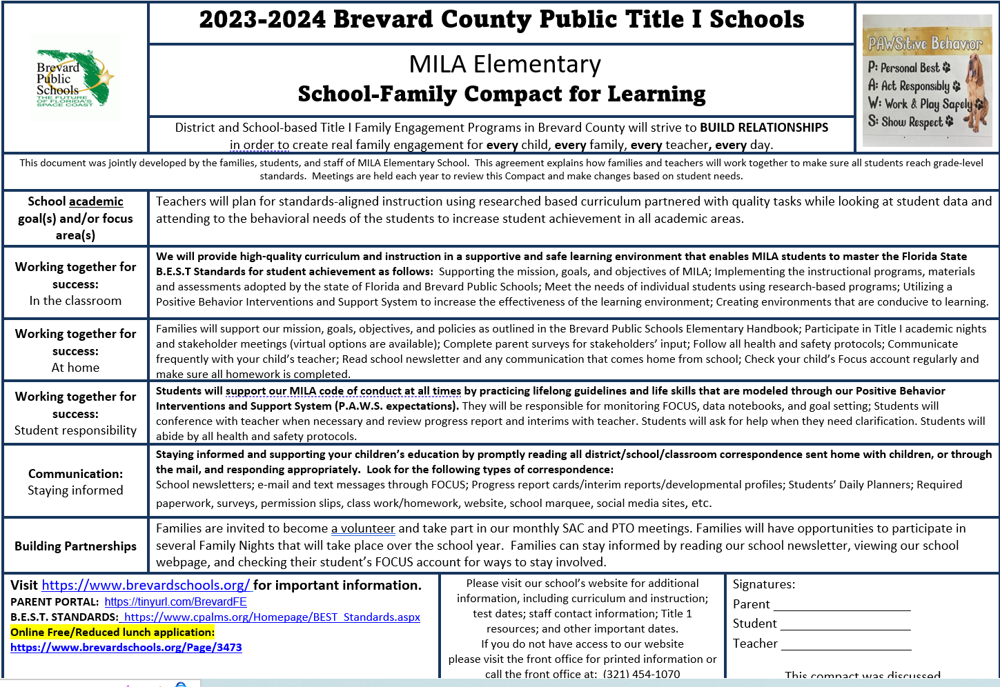 2023-2024 Brevard County Public Title I Schools
Brevard
Public
Schools
THE FUTURE
OF FLORIDA'S
SPACE COAST
MILA Elementary
School-Family Compact for Learning
District and School-based Title I Family Engagement Programs in Brevard County will strive to BUILD RELATIONSHIPS
in order to create real family engagement for every child, every family, every teacher, every day.
PAWSitive Behavior
P: Personal Best
A: Act Responsibly
W: Work & Play Safely
S: Show Respect
This document was jointly developed by the families, students, and staff of MILA Elementary School.  This agreement explains how families and teachers will work together to make sure all students reach grade-level
standards.  Meetings are held each year to review this Compact and make changes based on student needs.
School academic
goal(s) and/or focus
area(s)
Teachers will plan for standards-aligned instruction using researched based curriculum partnered with quality tasks while looking at student data and
attending to the behavioral needs of the students to increase student achievement in all academic areas.
Working together for
success:
In the classroom
We will provide high-quality curriculum and instruction in a supportive and safe learning environment that enables MILA students to master the Florida State
B.E.S.T Standards for student achievement as follows:  Supporting the mission, goals, and objectives of MILA; Implementing the instructional programs, materials
and assessments adopted by the state of Florida and Brevard Public Schools; Meet the needs of individual students using research-based programs; Utilizing a
Positive Behavior Interventions and Support System to increase the effectiveness of the learning environment; Creating environments that are conducive to learning.
Working together for
success:
At home
Families will support our mission, goals, objectives, and policies as outlined in the Brevard Public Schools Elementary Handbook; Participate in Title I academic nights
and stakeholder meetings (virtual options are available); Complete parent surveys for stakeholders’ input; Follow all health and safety protocols; Communicate
frequently with your child’s teacher; Read school newsletter and any communication that comes home from school; Check your child’s Focus account regularly and
make sure all homework is completed.
Working together for
success:
Student responsibility
Students will support our MILA code of conduct at all times by practicing lifelong guidelines and life skills that are modeled through our Positive Behavior
Interventions and Support System (P.A.W.S. expectations). They will be responsible for monitoring FOCUS, data notebooks, and goal setting; Students will
conference with teacher when necessary and review progress report and interims with teacher. Students will ask for help when they need clarification. Students will
abide by all health and safety protocols.
Communication:
Staying informed
Staying informed and supporting your children’s education by promptly reading all district/school/classroom correspondence sent home with children, or through
the mail, and responding appropriately.  Look for the following types of correspondence:
School newsletters; e-mail and text messages through FOCUS; Progress report cards/interim reports/developmental profiles; Students’ Daily Planners; Required
paperwork, surveys, permission slips, class work/homework, website, school marquee, social media sites, etc.
Building Partnerships
Families are invited to become a volunteer and take part in our monthly SAC and PTO meetings. Families will have opportunities to participate in
several Family Nights that will take place over the school year.  Families can stay informed by reading our school newsletter, viewing our school
webpage, and checking their student’s FOCUS account for ways to stay involved.
Visit https://www.brevardschools.org/ for important information.
PARENT PORTAL:  https://tinyurl.com/BrevardFE
B.E.S.T. STANDARDS:  https://www.cpalms.org/Homepage/BEST_Standards.aspx
Online Free/Reduced lunch application:
https://www.brevardschools.org/Page/3473
Please visit our school’s website for additional
information, including curriculum and instruction;
test dates; staff contact information; Title 1
resources; and other important dates.
If you do not have access to our website
please visit the front office for printed information or
call the front office at:  (321) 454-1070
Signatures:
Parent ____________________
Student ___________________
Teacher ___________________
This compact was discussed